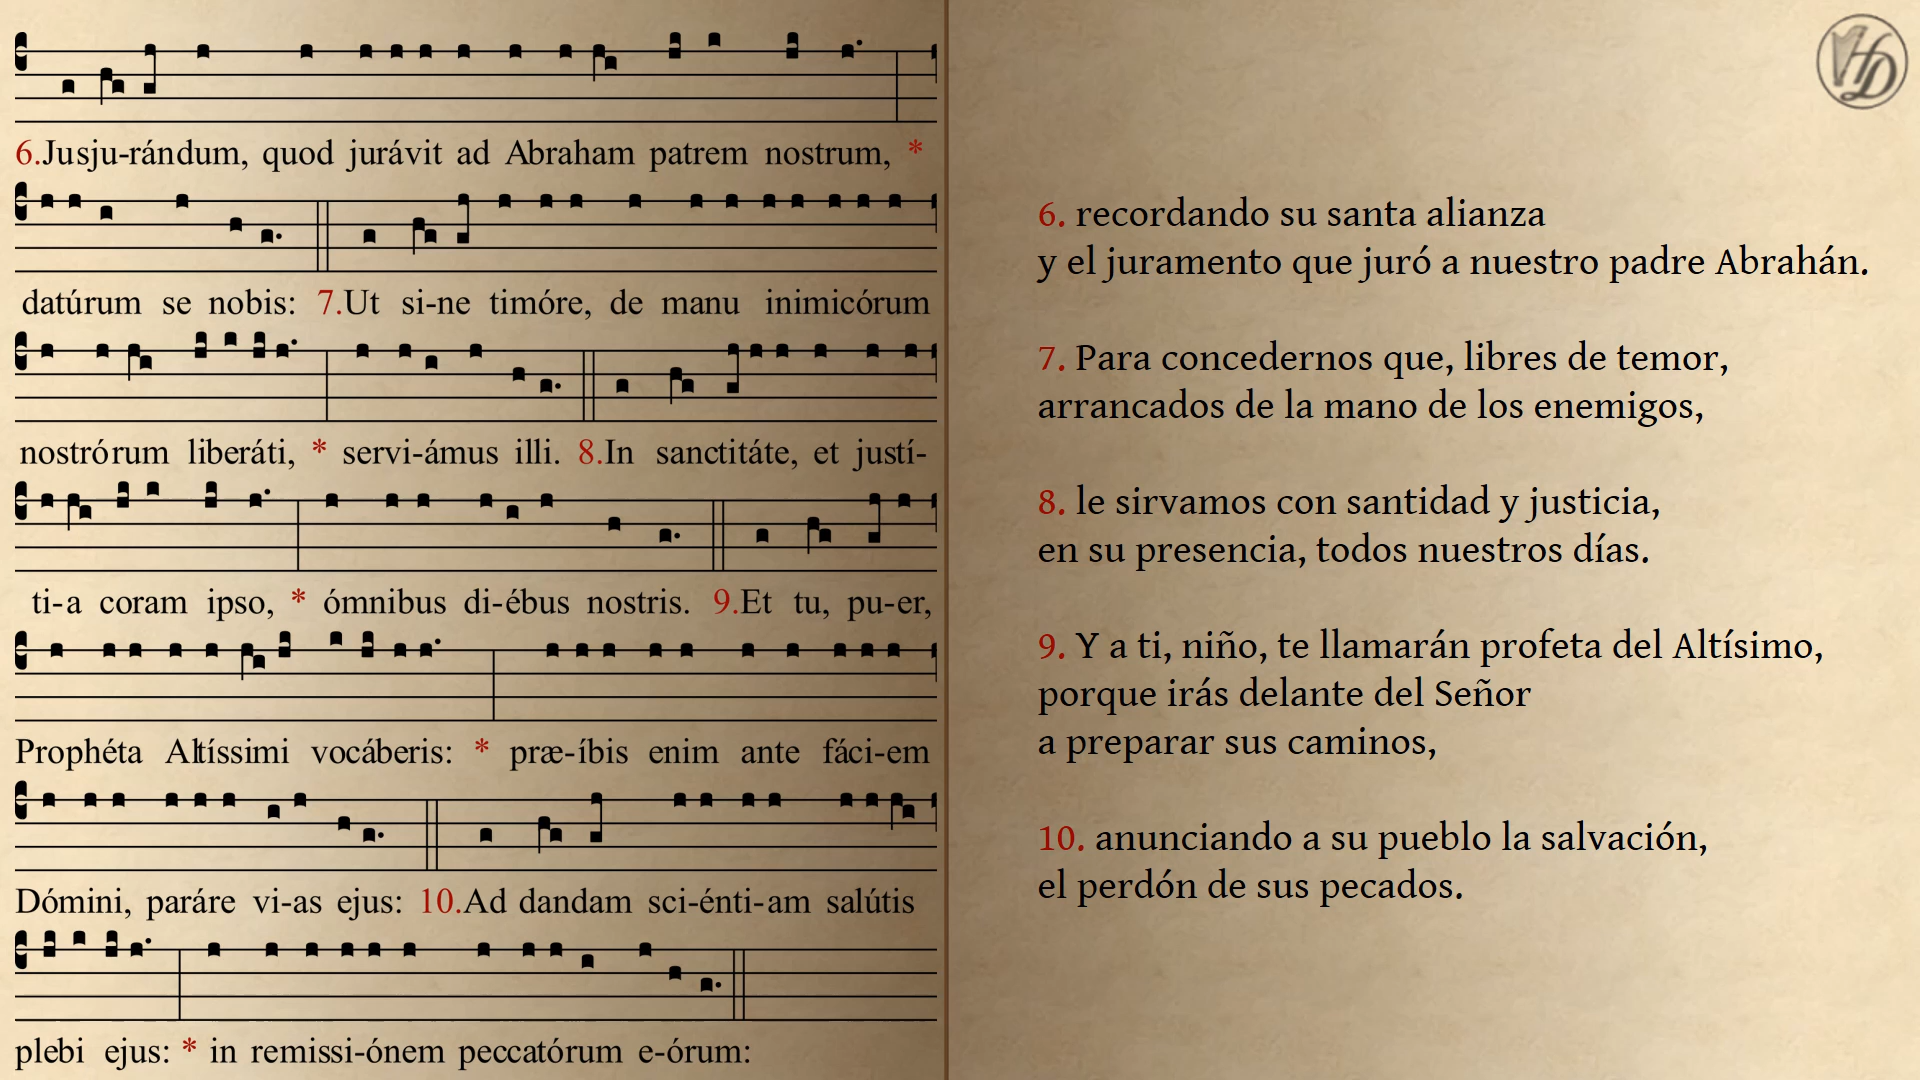 6.Jusju-rándum, quod jurávit ad Abraham patrem nostrum, *
datúrum se nobis: 7.Ut si-ne timóre, de manu inimicórum
nostrórum liberáti, * servi-ámus illi. 8.In sanctitáte, et justí-
ti-a coram ipso, * ómnibus di-ébus nostris. 9.Et tu, pu-er,
Prophéta Altíssimi vocáberis: * præ-íbis enim ante fáci-em
Dómini, paráre vi-as ejus: 10.Ad dandam sci-énti-am salútis
plebi ejus: * in remissi-ónem peccatórum e-órum:
HD
6. recordando su santa alianza
y el juramento que juró a nuestro padre Abrahán.
7. Para concedernos que, libres de temor,
arrancados de la mano de los enemigos,
8. le sirvamos con santidad y justicia,
en su presencia, todos nuestros días.
9. Y a ti, niño, te llamarán profeta del Altísimo,
porque irás delante del Señor
a preparar sus caminos,
10. anunciando a su pueblo la salvación,
el perdón de sus pecados.